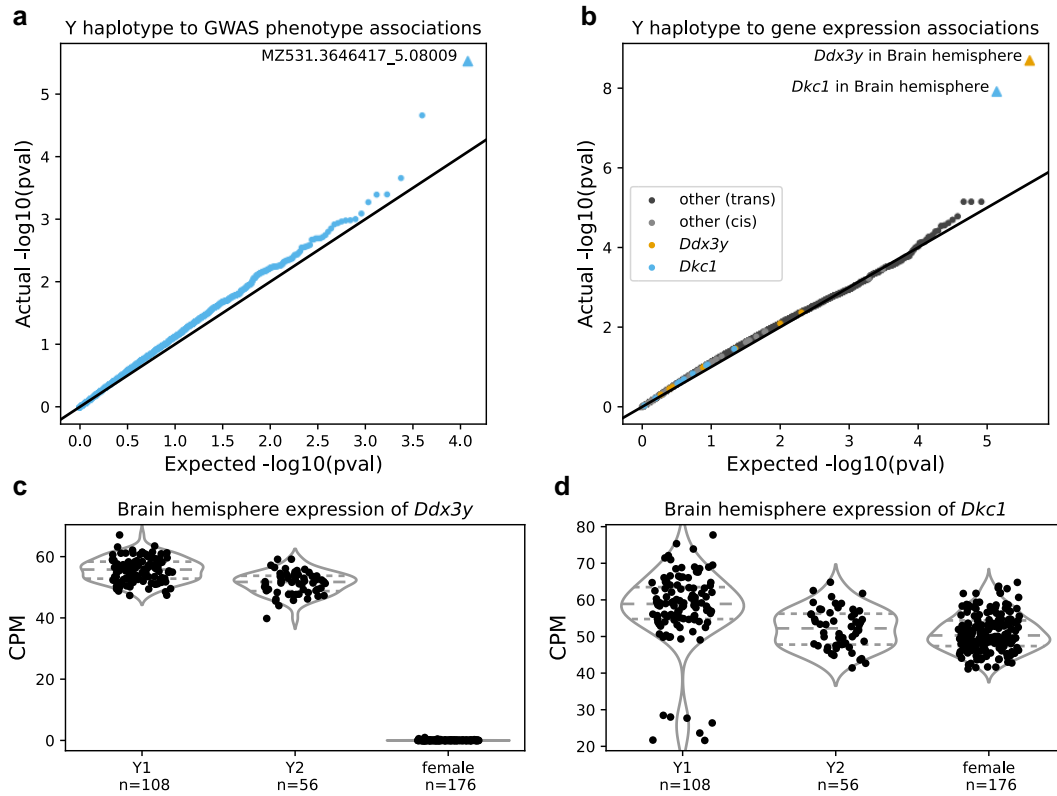 a
Y haplotype to GWAS phenotype associations
MZ531.3646417_5.08009
5
4
3
2
1
0
Actual -log10(pval)
0.0 0.5 1.0 1.5 2.0 2.5 3.0 3.5 4.0
Expected -log10(pval)
b
Y haplotype to gene expression associations
Ddx3y in Brain hemisphere
Dkc1 in Brain hemisphere
8
6
4
2
0
Actual -log10(pval)
other (trans)
other (cis)
Ddx3y
Dkc1
0 1 2 3 4 5
Expected -log10(pval)
c
Brain hemisphere expression of Ddx3y
60
40
20
0
CPM
Y1 Y2 female
n=108 n=56 n=176
d
Brain hemisphere expression of Dkc1
80
70
60
50
40
30
20
CPM
Y1 Y2 female
n=108 n=56 n=176